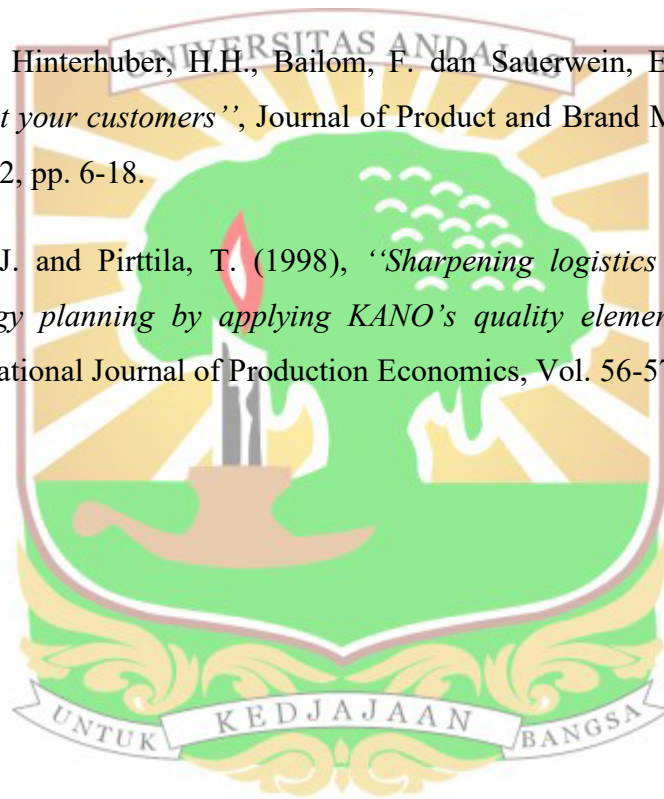 UNIVERSITAS ANDALAS
Hinterhuber, H.H., Bailom, F. dan Sauerwein, E
t your customers’’, Journal of Product and Brand M
2, pp. 6-18.
J. and Pirttila, T. (1998), ‘‘Sharpening logistics
gy planning by applying KANO’s quality elemen
ational Journal of Production Economics, Vol. 56-57
UNTUK KEDJAJAAN BANGSA